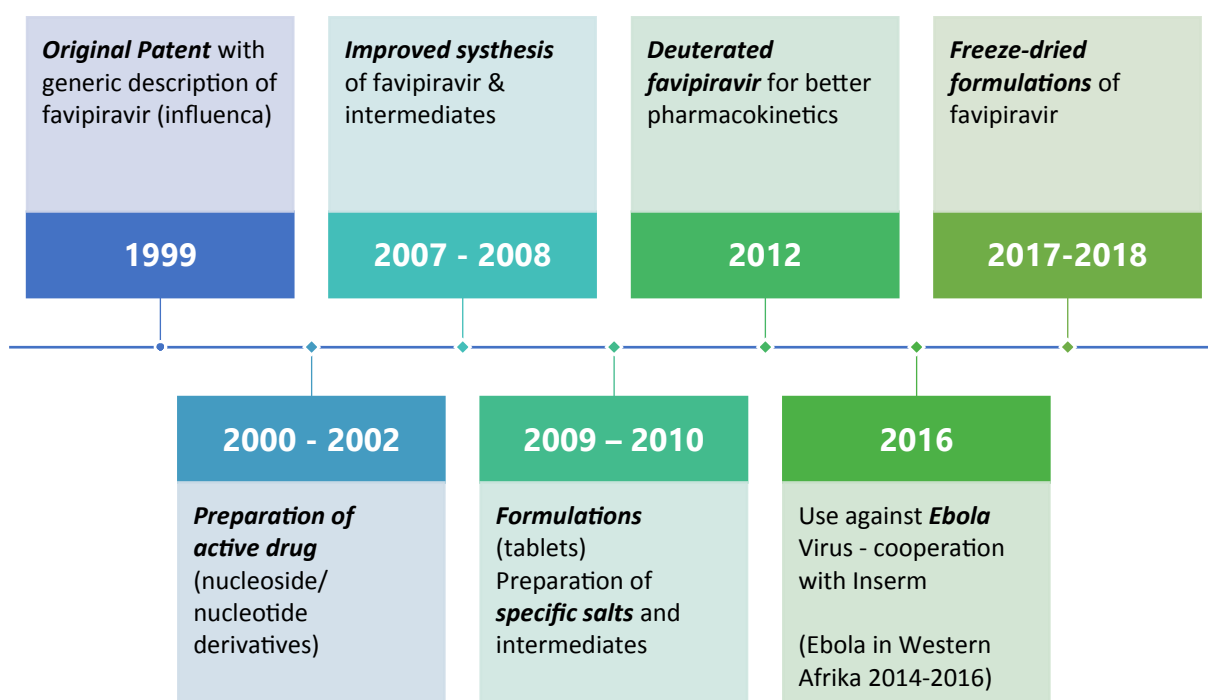 Original Patent with
generic description of
favipiravir (influenca)
1999
Improved systhesis
of favipiravir &
intermediates
2007 - 2008
Deuterated
favipiravir for better
pharmacokinetics
2012
Freeze-dried
formulations of
favipiravir
2017-2018
2000 - 2002
Preparation of
active drug
(nucleoside/
nucleotide
derivatives)
2009 – 2010
Formulations
(tablets)
Preparation of
specific salts and
intermediates
2016
Use against Ebola
Virus - cooperation
with Inserm
(Ebola in Western
Afrika 2014-2016)